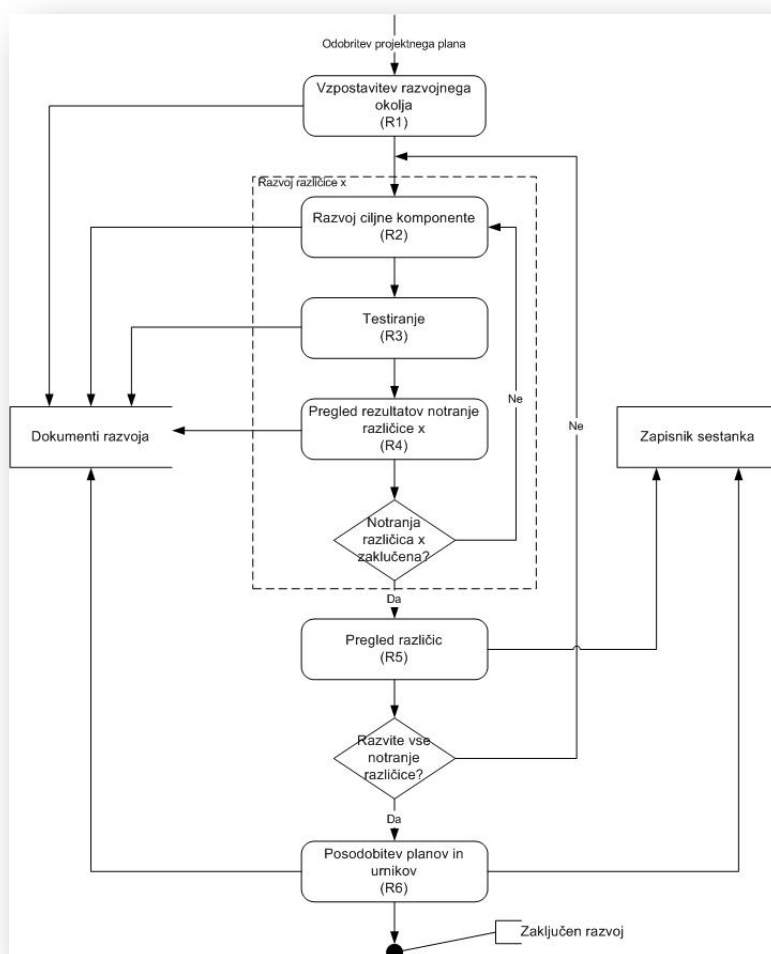 Odobritev projektnega plana
Vzpostavitev razvojnega
okolja
(R1)
Razvoj različice x
Razvoj ciljne komponente
(R2)
Testiranje
(R3)
Ne
Ne
Pregled rezultatov notranje
različice x
(R4)
Dokumenti razvoja
Zapisnik sestanka
Notranja
različica x
zaklučena?
Da
Pregled različic
(R5)
Razvite vse
notranje
različice?
Da
Posodobitev planov in
urnikov
(R6)
Zaključen razvoj